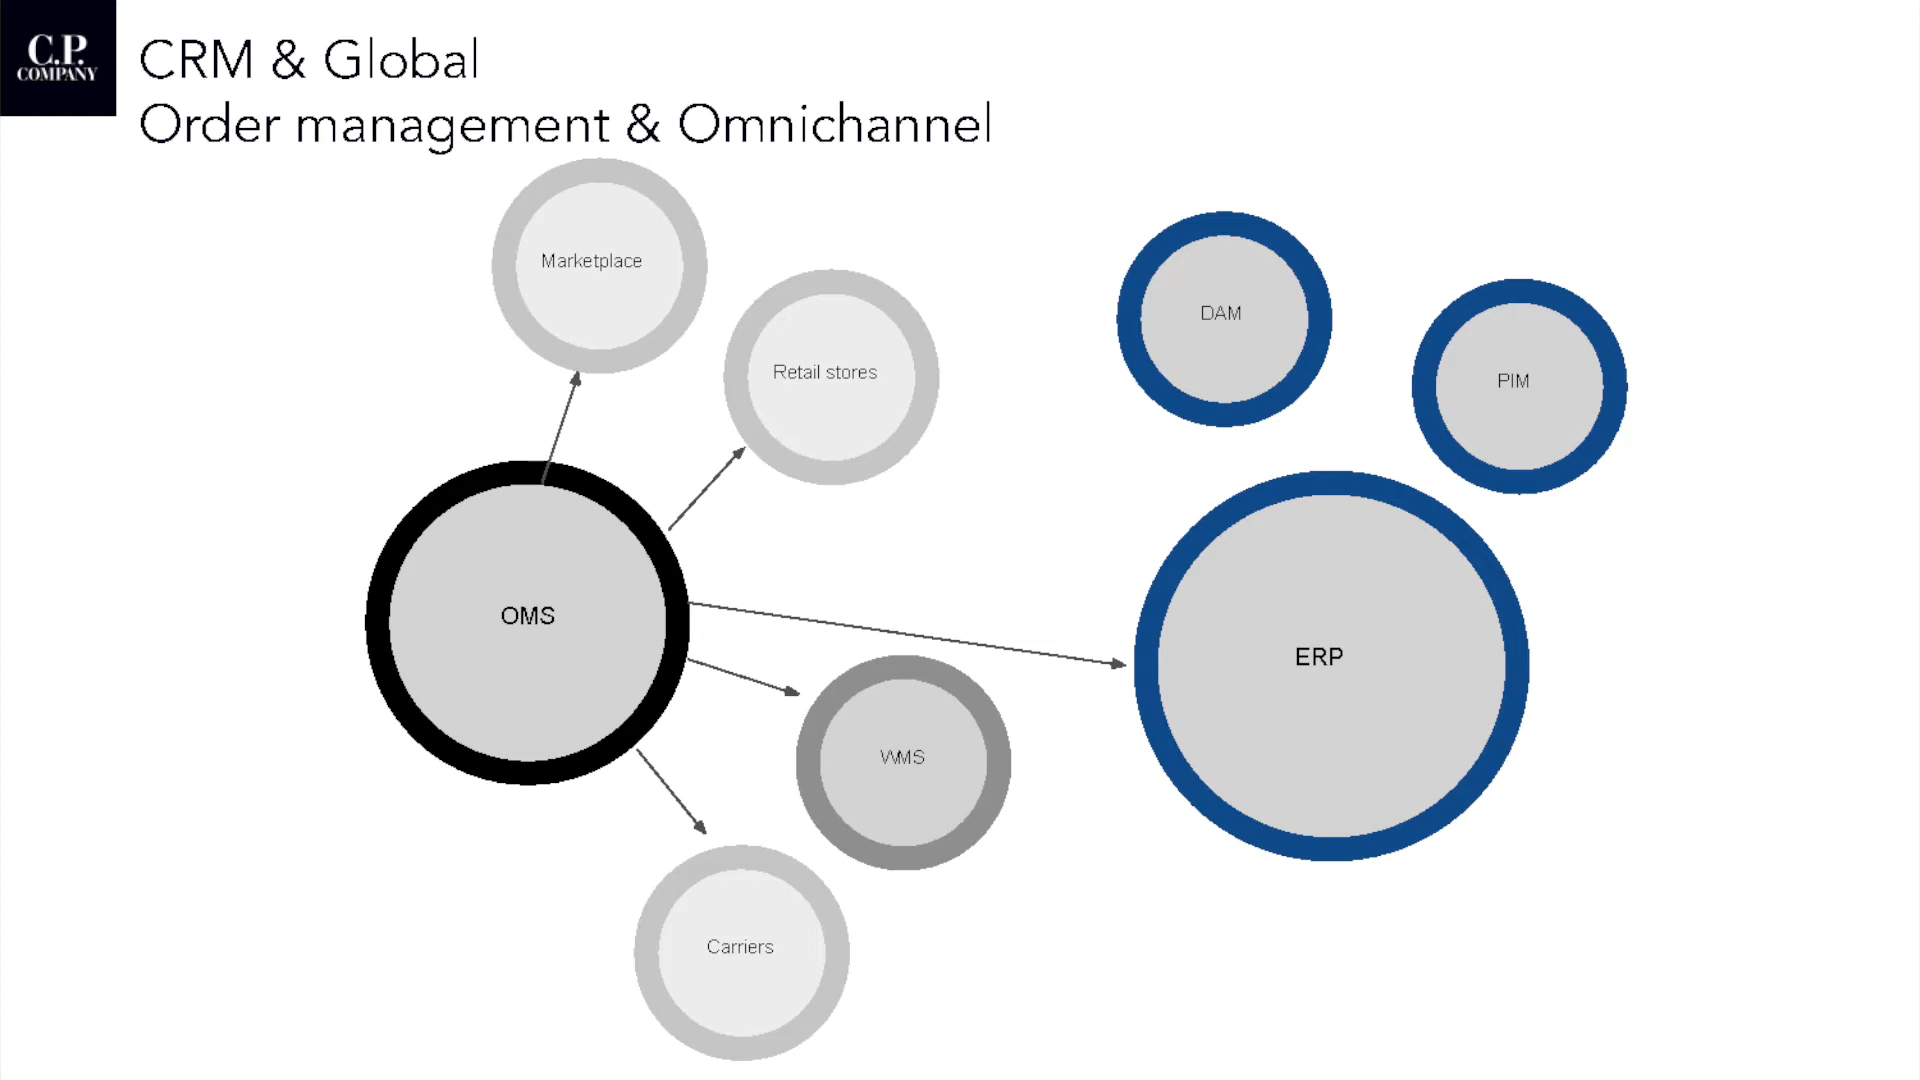 C.P.
COMPANY
CRM & Global
Order management & Omnichannel
Marketplace
Retail stores
DAM
PIM
OMS
ERP
WMS
Carriers